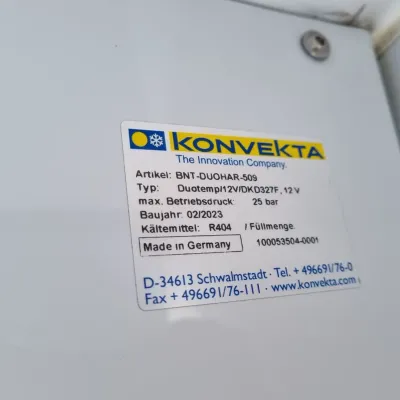 KONVEKTA
The Innovation Company.
Artikel: BNT-DUOHAR-509
Typ: Duotemp/12V/DKD327F, 12 V
max. Betriebsdruck: 25 bar
Baujahr: 02/2023
Kältemittel: R404 / Füllmenge:
Made in Germany 100053504-0001
D-34613 Schwalmstadt · Tel. + 496691/76-0
Fax + 496691/76-111 · www.konvekta.com